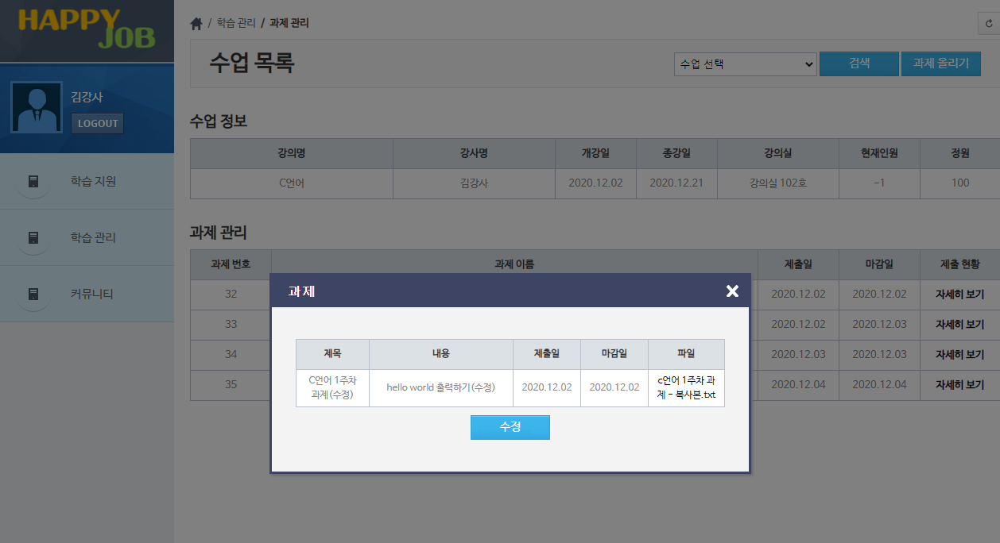 HAPPY
JOB
김강사
LOGOUT
학습 지원
학습 관리
커뮤니티
/ 학습 관리 / 과제 관리
수업 목록
수업 선택
검색
과제 올리기
수업 정보
강의명 강사명 개강일 종강일 강의실 현재인원 정원
C언어 김강사 2020.12.02 2020.12.21 강의실 102호 -1 100
과제 관리
과제 번호 과제 이름 제출일 마감일 제출 현황
32 2020.12.02 2020.12.02 자세히 보기
33 2020.12.02 2020.12.03 자세히 보기
34 2020.12.03 2020.12.03 자세히 보기
35 2020.12.04 2020.12.04 자세히 보기
과제
제목 내용 제출일 마감일 파일
C언어 1주차
과제(수정)
hello world 출력하기(수정)
2020.12.02
2020.12.02
c언어 1주차 과
제 - 복사본.txt
수정